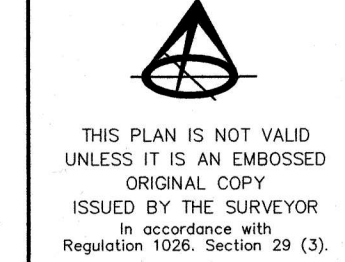 THIS PLAN IS NOT VALID
UNLESS IT IS AN EMBOSSED
ORIGINAL COPY
ISSUED BY THE SURVEYOR
In accordance with
Regulation 1026. Section 29 (3).